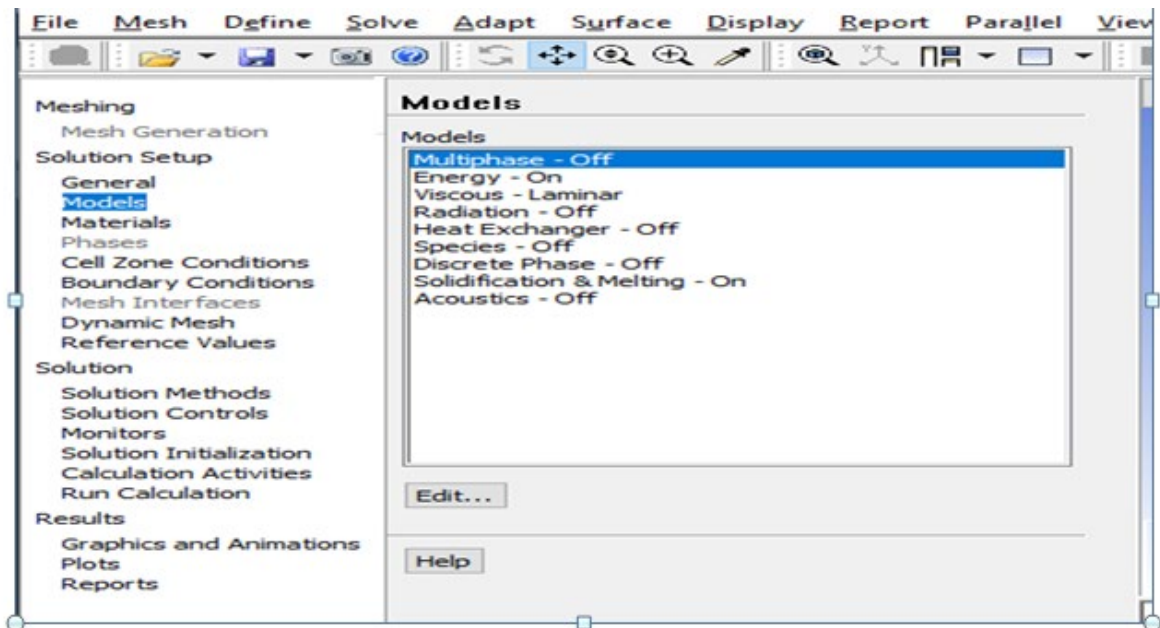 File Mesh Define Solve Adapt Surface Display Report Parallel View
Meshing
Mesh Generation
Solution Setup
General
Models
Materials
Phases
Cell Zone Conditions
Boundary Conditions
Mesh Interfaces
Dynamic Mesh
Reference Values
Solution
Solution Methods
Solution Controls
Monitors
Solution Initialization
Calculation Activities
Run Calculation
Results
Graphics and Animations
Plots
Reports
Models
Models
Multiphase - Off
Energy - On
Viscous - Laminar
Radiation - Off
Heat Exchanger - Off
Species - Off
Discrete Phase - Off
Solidification & Melting - On
Acoustics - Off
Edit...
Help